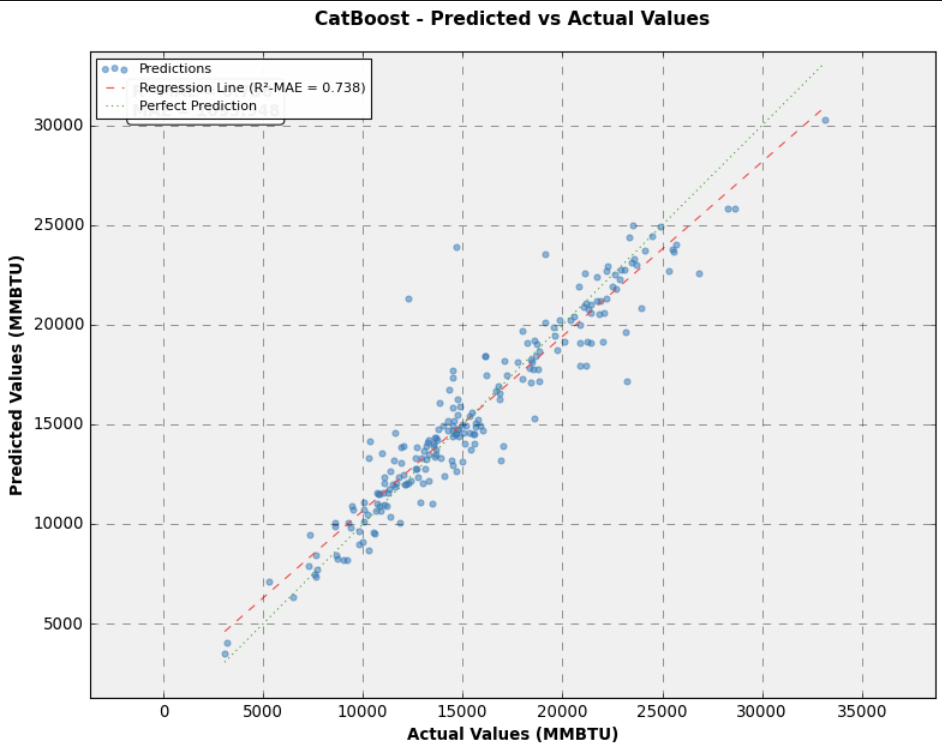 CatBoost - Predicted vs Actual Values
Predictions
Regression Line (R²-MAE = 0.738)
Perfect Prediction
30000
25000
20000
15000
10000
5000
Predicted Values (MMBTU)
0 5000 10000 15000 20000 25000 30000 35000
Actual Values (MMBTU)